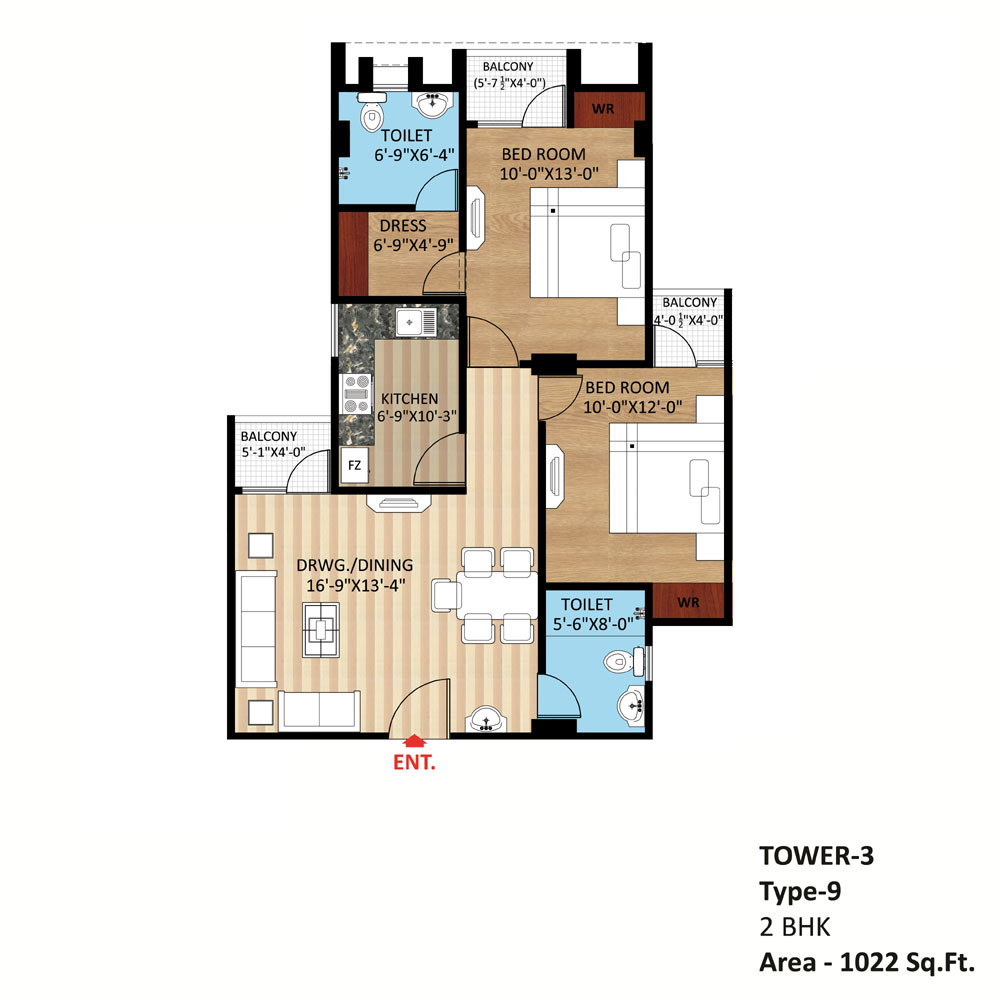 BALCONY
(5'-7 ½"X4'-0")
WR
TOILET
6'-9"X6'-4"
BED ROOM
10'-0"X13'-0"
DRESS
6'-9"X4'-9"
BALCONY
4'-0 ½"X4'-0"
KITCHEN
6'-9"X10'-3"
BED ROOM
10'-0"X12'-0"
BALCONY
5'-1"X4'-0"
FZ
DRWG./DINING
16'-9"X13'-4"
TOILET
5'-6"X8'-0"
WR
ENT.
TOWER-3
Type-9
2 BHK
Area - 1022 Sq.Ft.